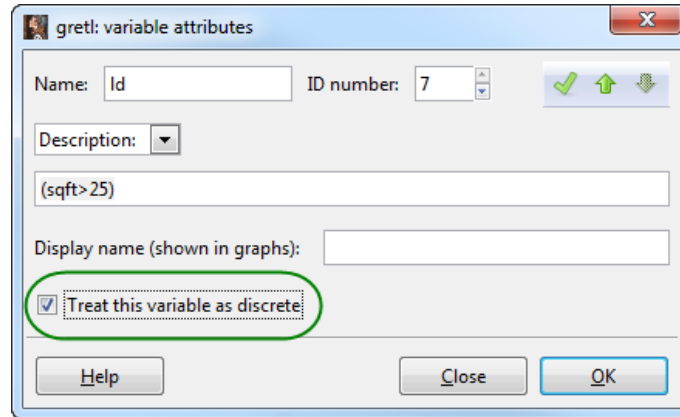 gretl: variable attributes
Name: ld ID number: 7
Description:
(sqft>25)
Display name (shown in graphs):
Treat this variable as discrete
Help Close OK